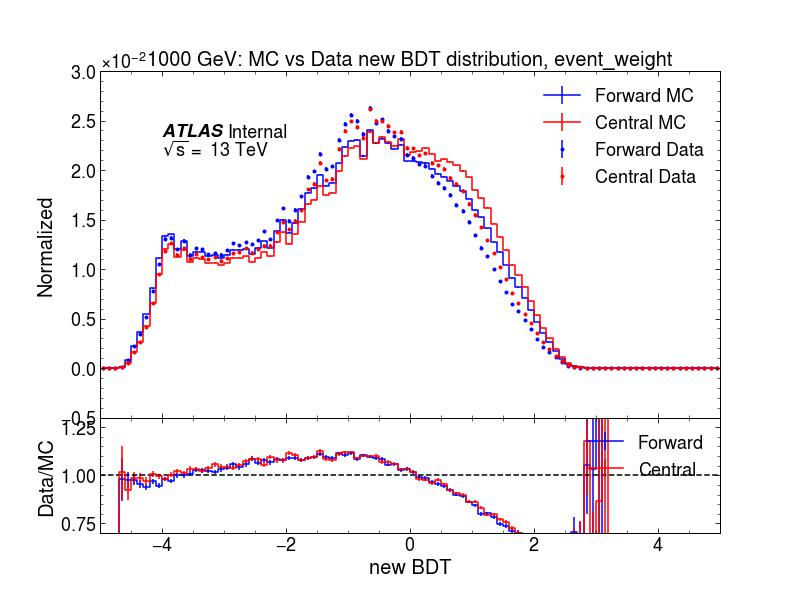 ×10⁻²1000 GeV: MC vs Data new BDT distribution, event_weight
3.0
2.5
2.0
1.5
1.0
0.5
0.0
−0.5
Normalized
ATLAS Internal
√s = 13 TeV
Forward MC
Central MC
Forward Data
Central Data
1.25
1.00
0.75
Data/MC
Forward
Central
−4
−2
0
2
4
new BDT